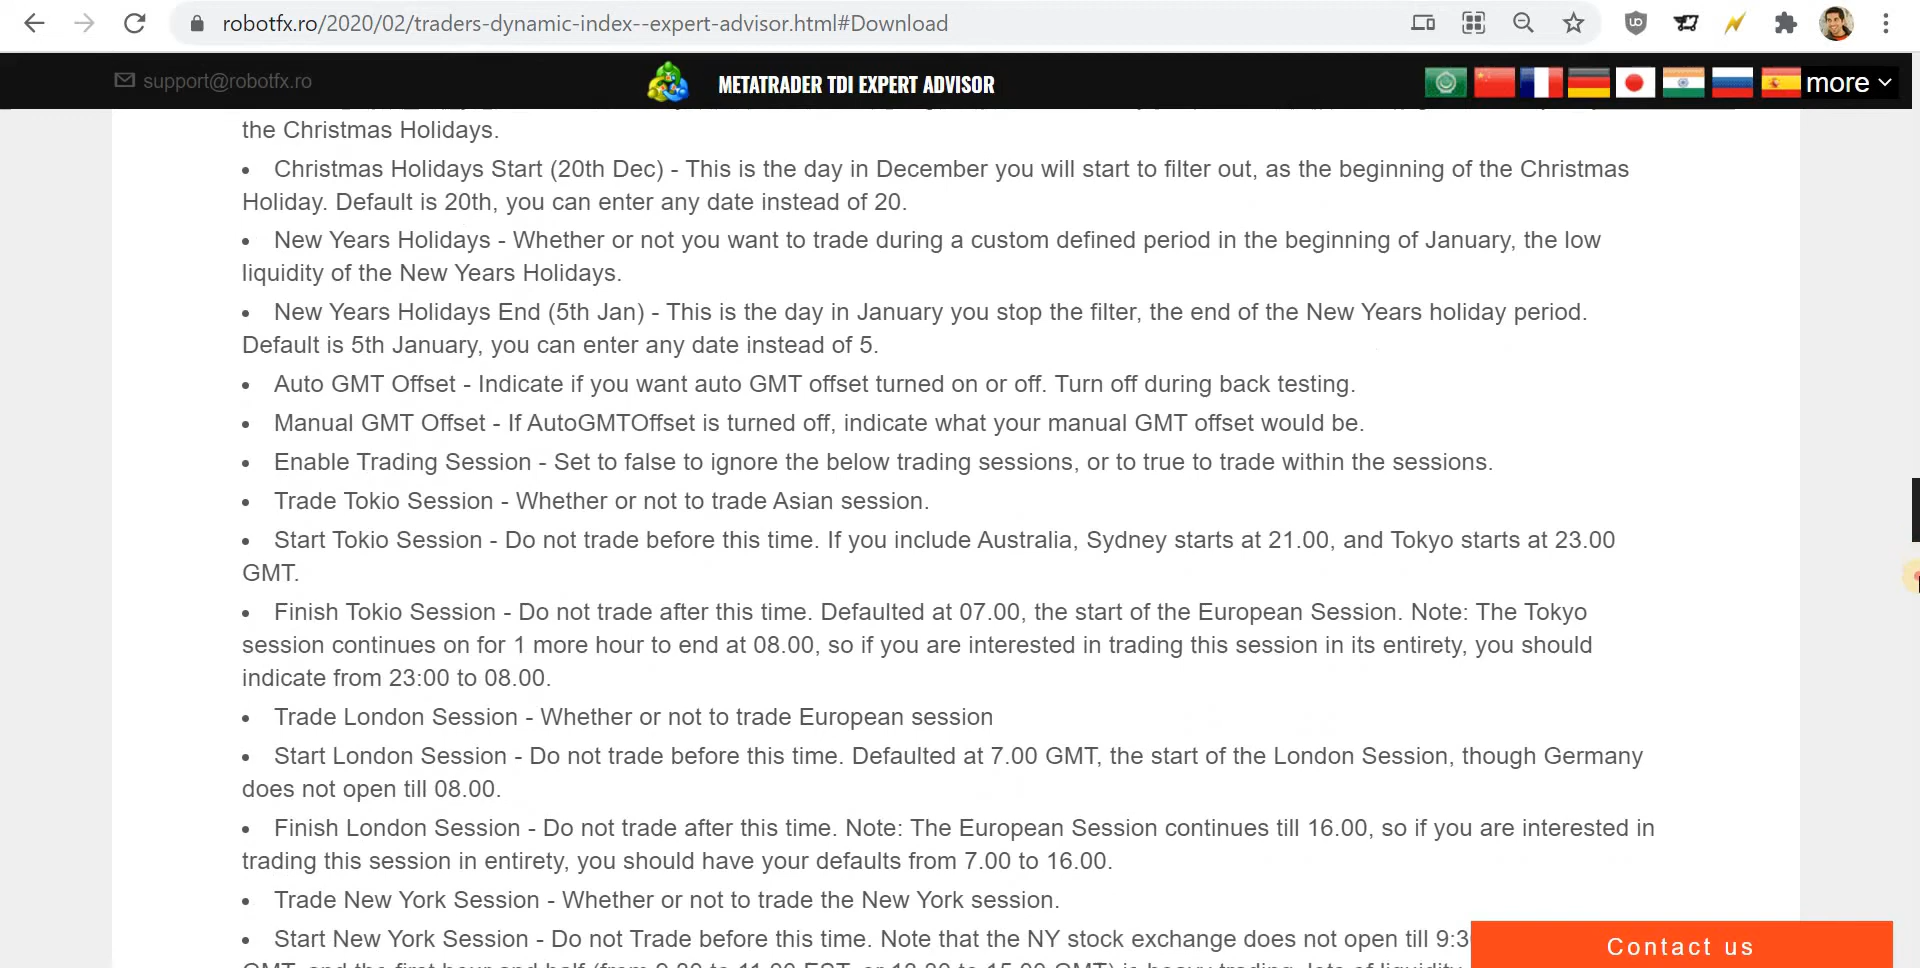 robotfx.ro/2020/02/traders-dynamic-index--expert-advisor.html#Download
support@robotfx.ro
METATRADER TDI EXPERT ADVISOR
more
the Christmas Holidays.
• Christmas Holidays Start (20th Dec) - This is the day in December you will start to filter out, as the beginning of the Christmas
Holiday. Default is 20th, you can enter any date instead of 20.
• New Years Holidays - Whether or not you want to trade during a custom defined period in the beginning of January, the low
liquidity of the New Years Holidays.
• New Years Holidays End (5th Jan) - This is the day in January you stop the filter, the end of the New Years holiday period.
Default is 5th January, you can enter any date instead of 5.
• Auto GMT Offset - Indicate if you want auto GMT offset turned on or off. Turn off during back testing.
• Manual GMT Offset - If AutoGMTOffset is turned off, indicate what your manual GMT offset would be.
• Enable Trading Session - Set to false to ignore the below trading sessions, or to true to trade within the sessions.
• Trade Tokio Session - Whether or not to trade Asian session.
• Start Tokio Session - Do not trade before this time. If you include Australia, Sydney starts at 21.00, and Tokyo starts at 23.00
GMT.
• Finish Tokio Session - Do not trade after this time. Defaulted at 07.00, the start of the European Session. Note: The Tokyo
session continues on for 1 more hour to end at 08.00, so if you are interested in trading this session in its entirety, you should
indicate from 23:00 to 08.00.
• Trade London Session - Whether or not to trade European session
• Start London Session - Do not trade before this time. Defaulted at 7.00 GMT, the start of the London Session, though Germany
does not open till 08.00.
• Finish London Session - Do not trade after this time. Note: The European Session continues till 16.00, so if you are interested in
trading this session in entirety, you should have your defaults from 7.00 to 16.00.
• Trade New York Session - Whether or not to trade the New York session.
• Start New York Session - Do not Trade before this time. Note that the NY stock exchange does not open till 9:3
Contact us